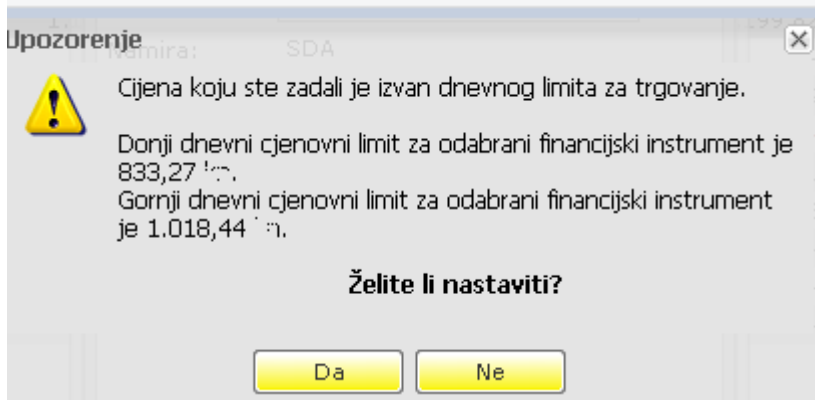 Upozorenje
Namira: SDA
Cijena koju ste zadali je izvan dnevnog limita za trgovanje.
Donji dnevni cjenovni limit za odabrani financijski instrument je
833,27
Gornji dnevni cjenovni limit za odabrani financijski instrument
je 1.018,44
Želite li nastaviti?
Da Ne